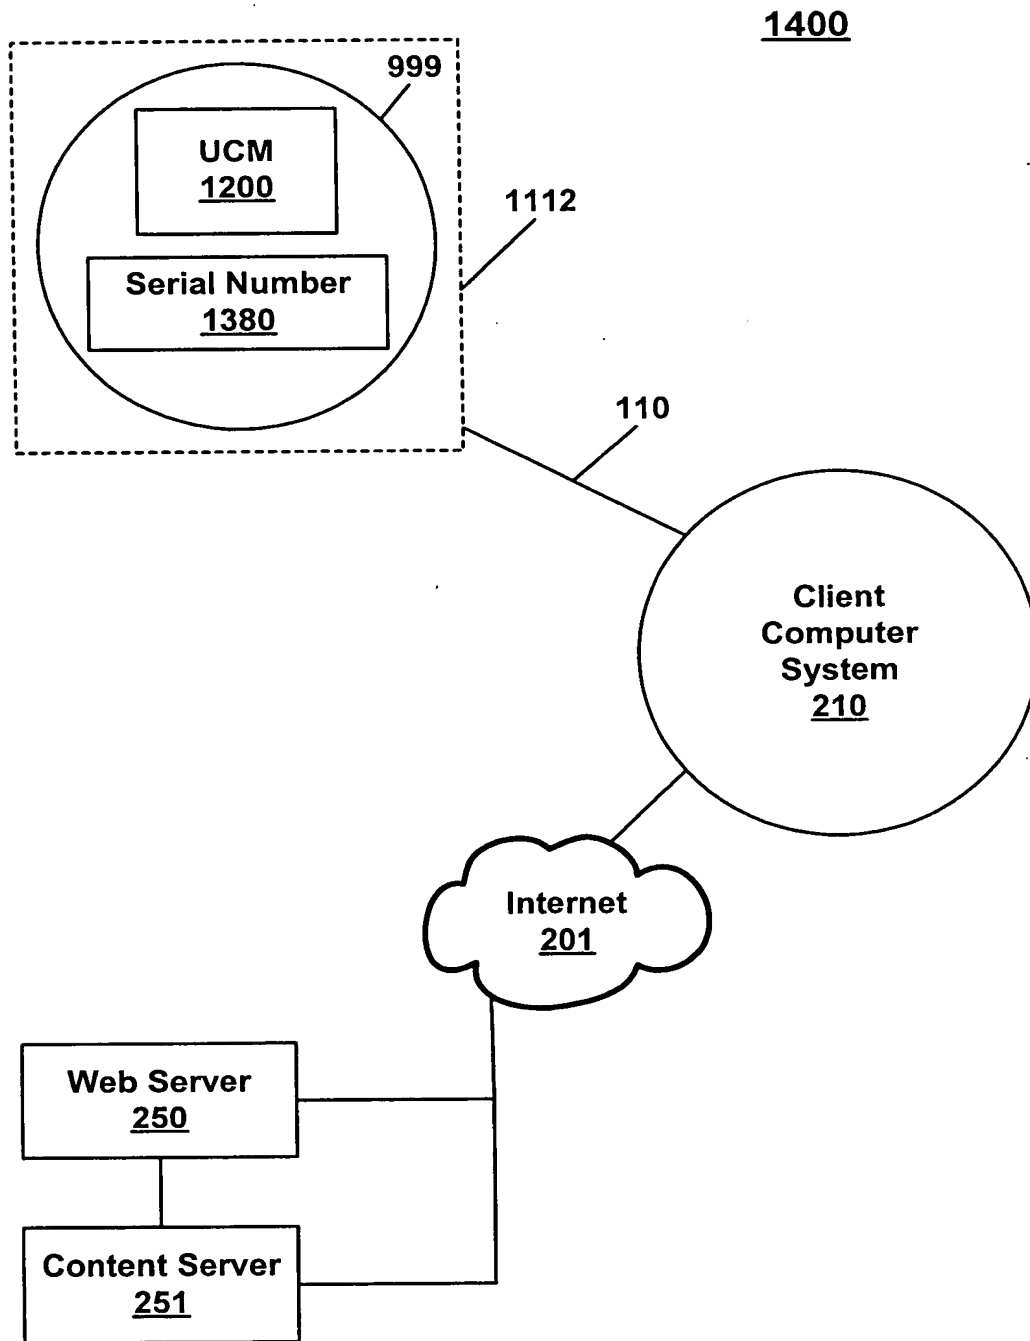 1400
999
UCM
1200
1112
Serial Number
1380
110
Client
Computer
System
210
Internet
201
Web Server
250
Content Server
251